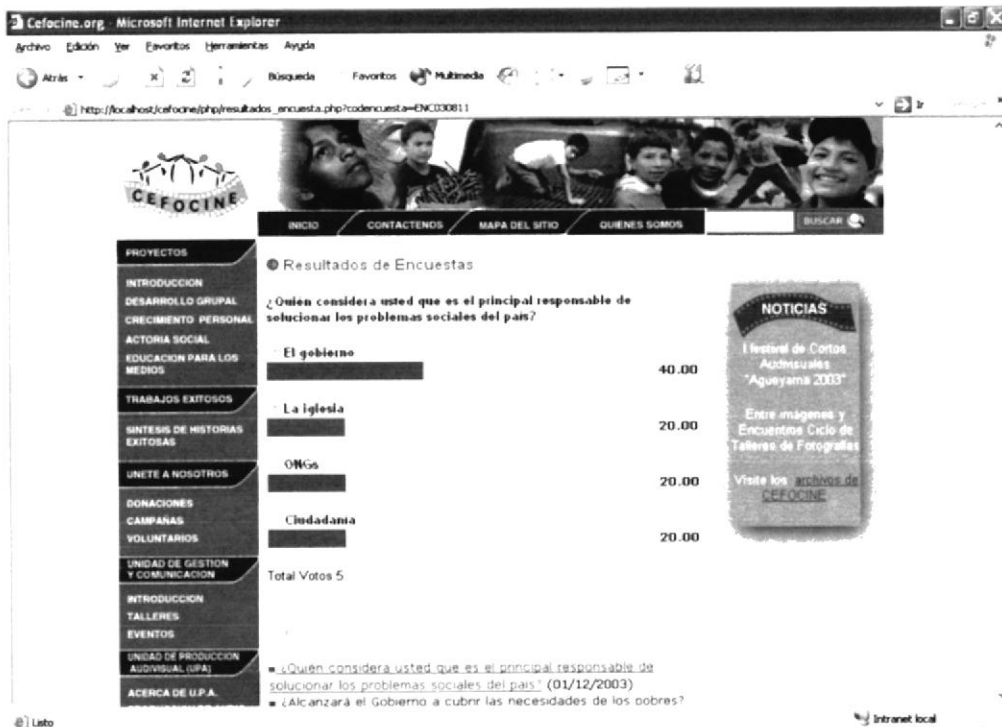 Cefocine.org - Microsoft Internet Explorer
Archivo Edición Ver Favoritos Herramientas Ayuda
Atrás Búsqueda Favoritos Multimedia
http://localhost/cefocine/php/resultados_encuesta.php?codencuesta=ENC030811 Ir
CEFOCINE
INICIO CONTACTENOS MAPA DEL SITIO QUIENES SOMOS BUSCAR
PROYECTOS
INTRODUCCION
DESARROLLO GRUPAL
CRECIMIENTO PERSONAL
ACTORIA SOCIAL
EDUCACION PARA LOS
MEDIOS
TRABAJOS EXITOSOS
SINTESIS DE HISTORIAS
EXITOSAS
UNETE A NOSOTROS
DONACIONES
CAMPAÑAS
VOLUNTARIOS
UNIDAD DE GESTION
Y COMUNICACION
INTRODUCCION
TALLERES
EVENTOS
UNIDAD DE PRODUCCION
AUDIVISUAL (UPA)
ACERCA DE U.P.A.
Resultados de Encuestas
¿Quien considera usted que es el principal responsable de
solucionar los problemas sociales del pais?
El gobierno
40.00
La iglesia
20.00
ONGs
20.00
Ciudadania
20.00
Total Votos 5
¿Quien considera usted que es el principal responsable de
solucionar los problemas sociales del pais? (01/12/2003)
¿Alcanzará el Gobierno a cubrir las necesidades de los pobres?
NOTICIAS
I festival de Cortos
Audivisuales
"Agueyama 2003"
Entre imagenes y
Encuentros Ciclo de
Talleres de Fotografias
Visite los archivos de
CEFOCINE
Listo
Intranet local